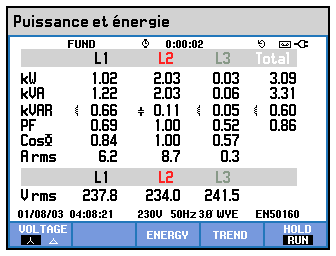 Puissance et énergie
FUND 0:00:02
L1 L2 L3 Total
kW 1.02 2.03 0.03 3.09
kVA 1.22 2.03 0.06 3.31
kVAR 0.66 0.11 0.05 0.60
PF 0.69 1.00 0.52 0.86
CosΦ 0.84 1.00 0.57
A rms 6.2 8.7 0.3
L1 L2 L3
V rms 237.8 234.0 241.5
01/08/03 04:08:21 230V 50Hz 3Ø WYE EN50160
VOLTAGE ENERGY TREND HOLD
RUN